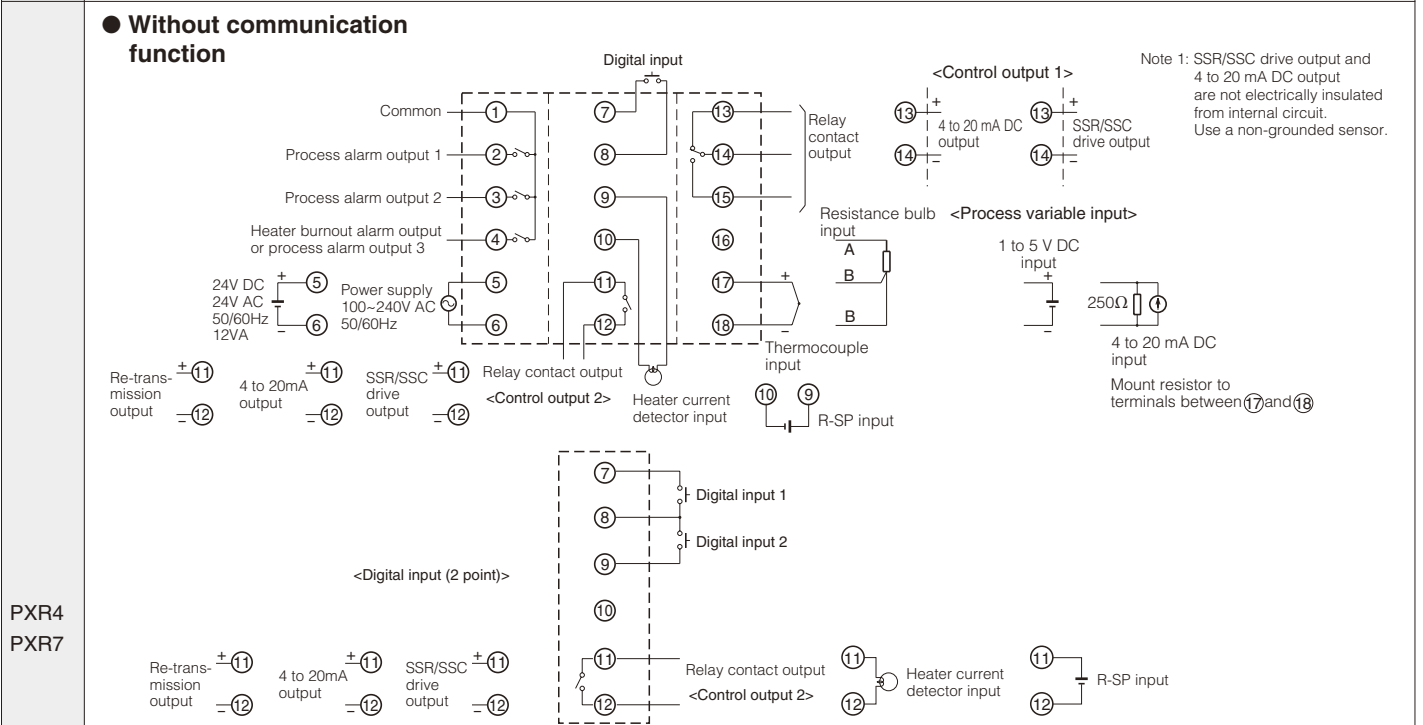 ● Without communication
function
Digital input
<Control output 1>
Note 1: SSR/SSC drive output and
4 to 20 mA DC output
are not electrically insulated
from internal circuit.
Use a non-grounded sensor.
Common
1
7
13
Relay
contact
output
13
+
4 to 20 mA DC
output
14
−
13
+
SSR/SSC
drive output
14
−
Process alarm output 1
2
8
14
Process alarm output 2
3
9
15
Heater burnout alarm output
or process alarm output 3
4
10
16
Resistance bulb
input
A
B
B
<Process variable input>
1 to 5 V DC
input
+
−
250Ω
4 to 20 mA DC
input
Mount resistor to
terminals between 17 and 18
24V DC
24V AC
50/60Hz
12VA
+
5
6
−
Power supply
100~240V AC
50/60Hz
5
11
17
+
6
12
18
−
Thermocouple
input
Re-trans-
mission
output
+ 11
− 12
4 to 20mA
output
+ 11
− 12
SSR/SSC
drive
output
+ 11
− 12
Relay contact output
<Control output 2>
Heater current
detector input
10
9
R-SP input
7
Digital input 1
8
Digital input 2
9
<Digital input (2 point)>
10
PXR4
PXR7
Re-trans-
mission
output
+ 11
− 12
4 to 20mA
output
+ 11
− 12
SSR/SSC
drive
output
+ 11
− 12
11
12
Relay contact output
<Control output 2>
11
12
Heater current
detector input
11
12
R-SP input